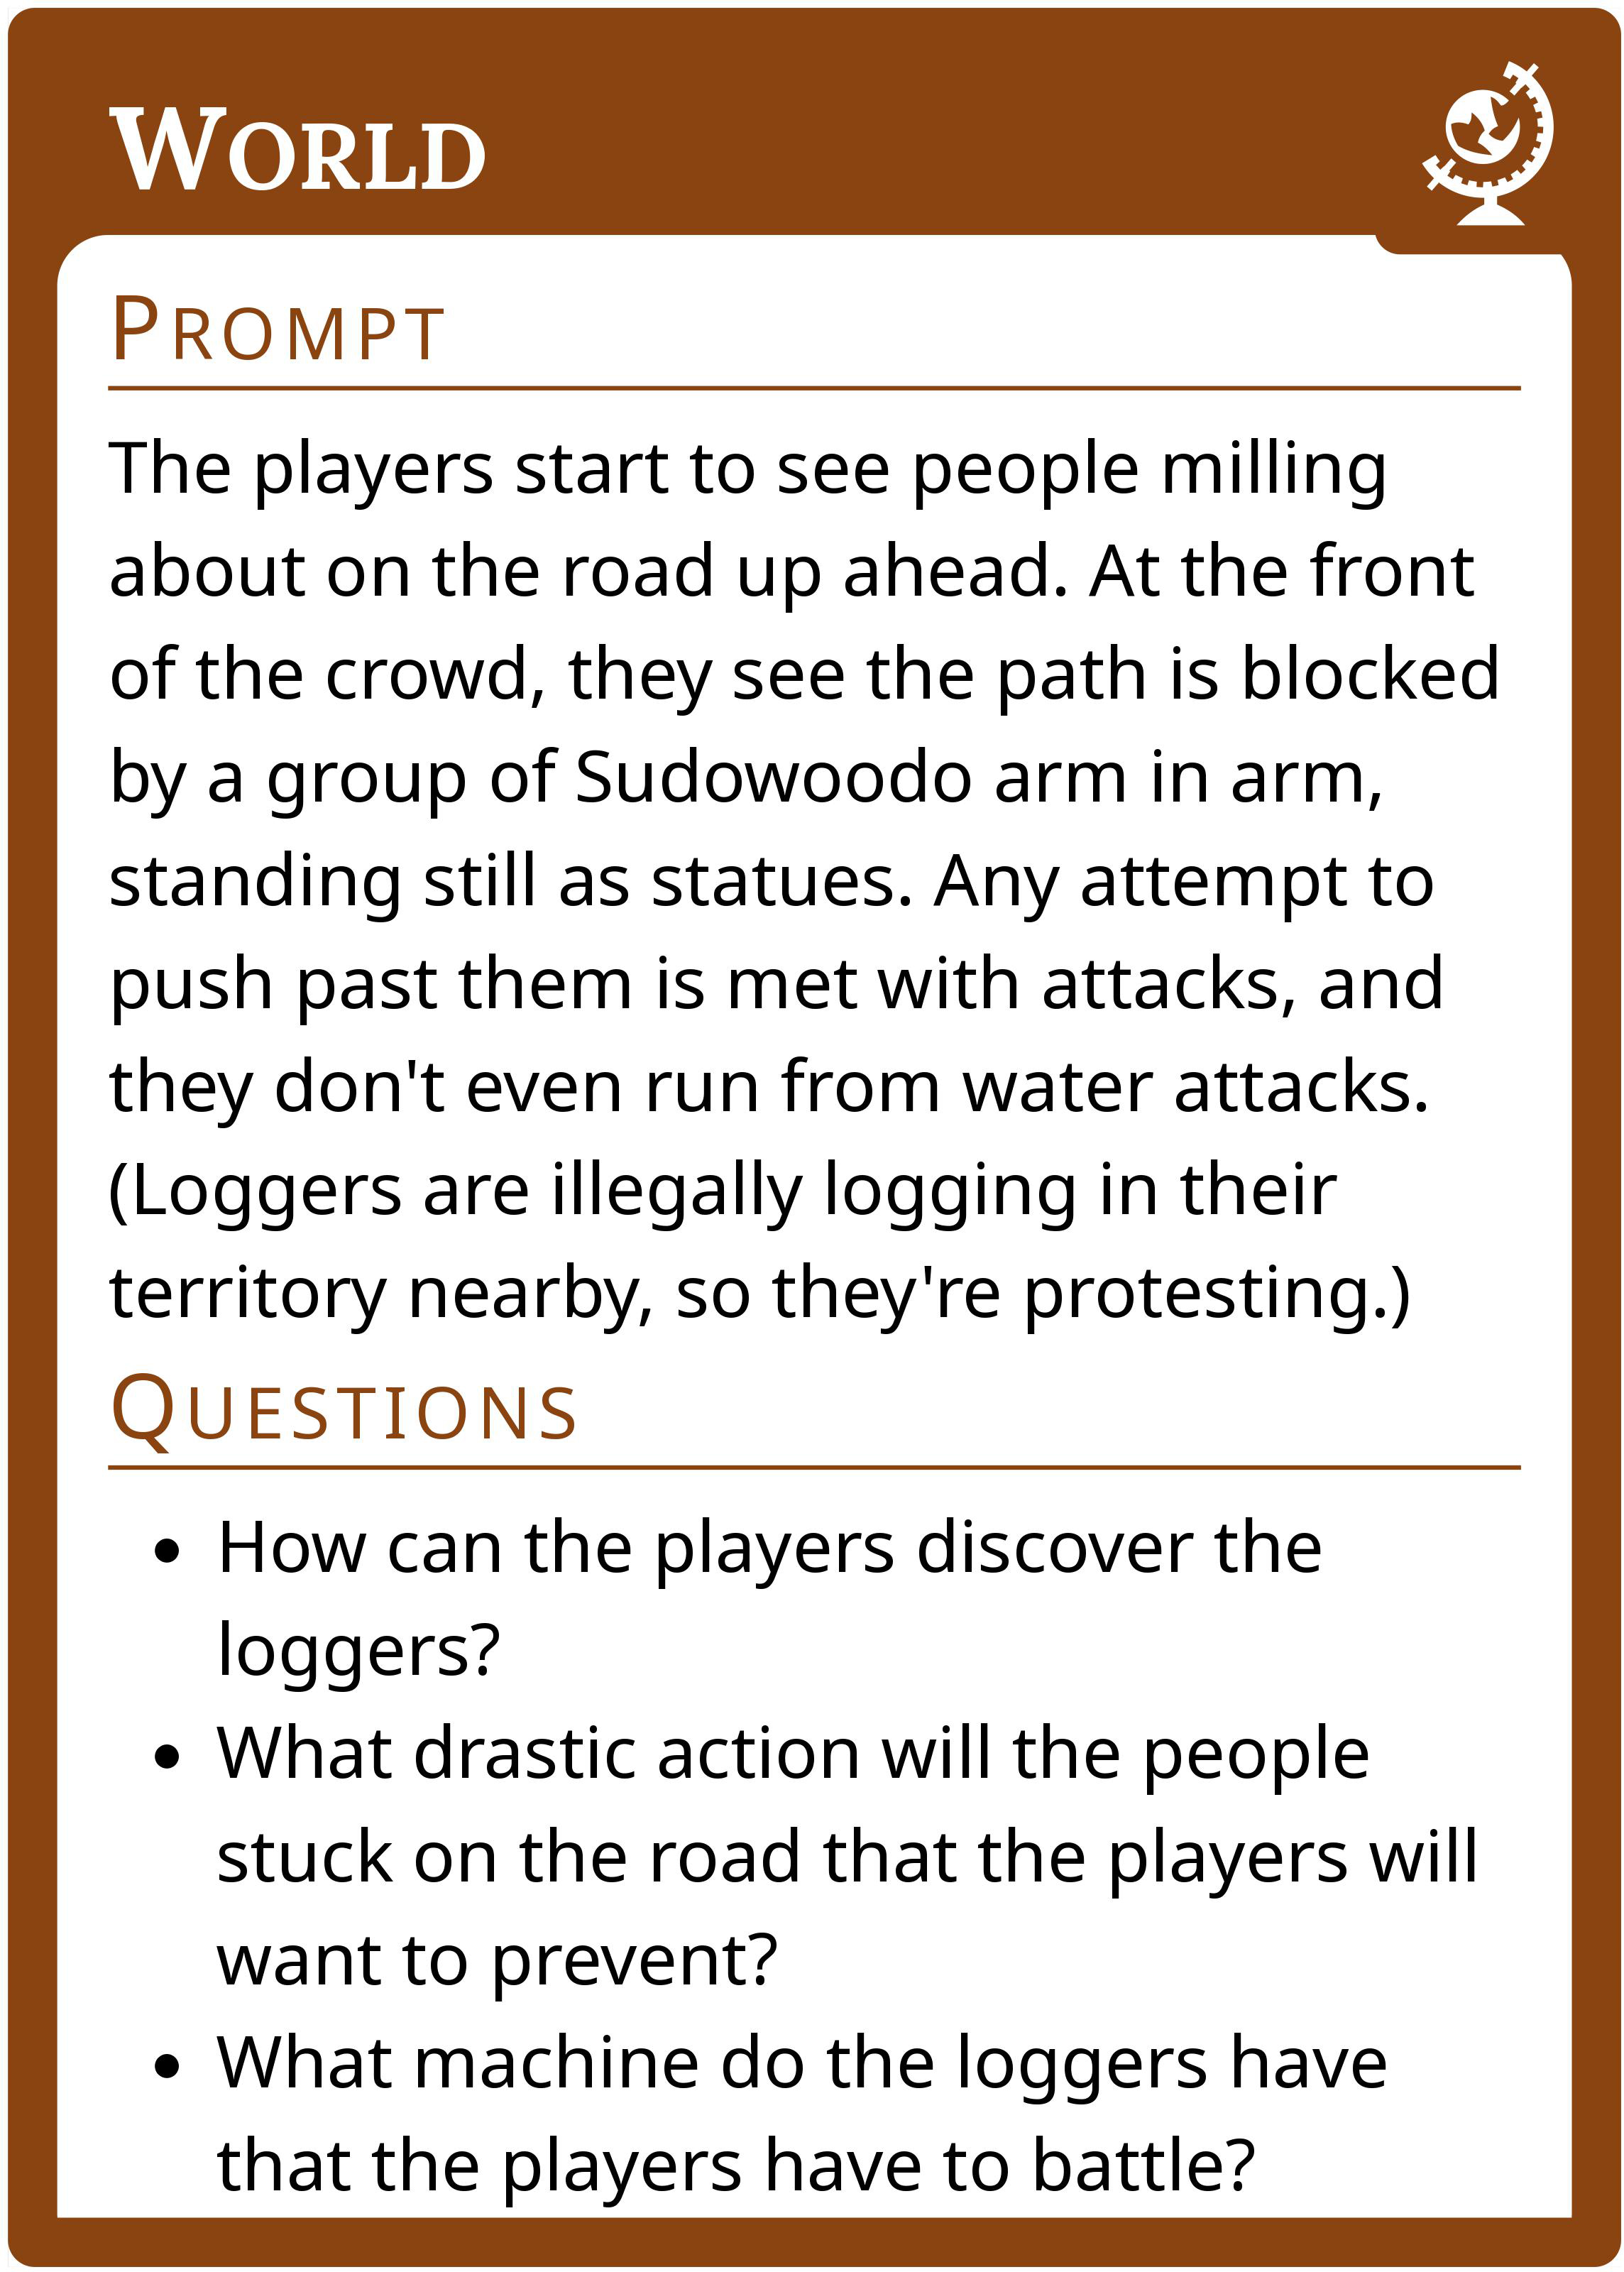 WORLD
PROMPT
The players start to see people milling
about on the road up ahead. At the front
of the crowd, they see the path is blocked
by a group of Sudowoodo arm in arm,
standing still as statues. Any attempt to
push past them is met with attacks, and
they don't even run from water attacks.
(Loggers are illegally logging in their
territory nearby, so they're protesting.)
QUESTIONS
• How can the players discover the
loggers?
• What drastic action will the people
stuck on the road that the players will
want to prevent?
• What machine do the loggers have
that the players have to battle?